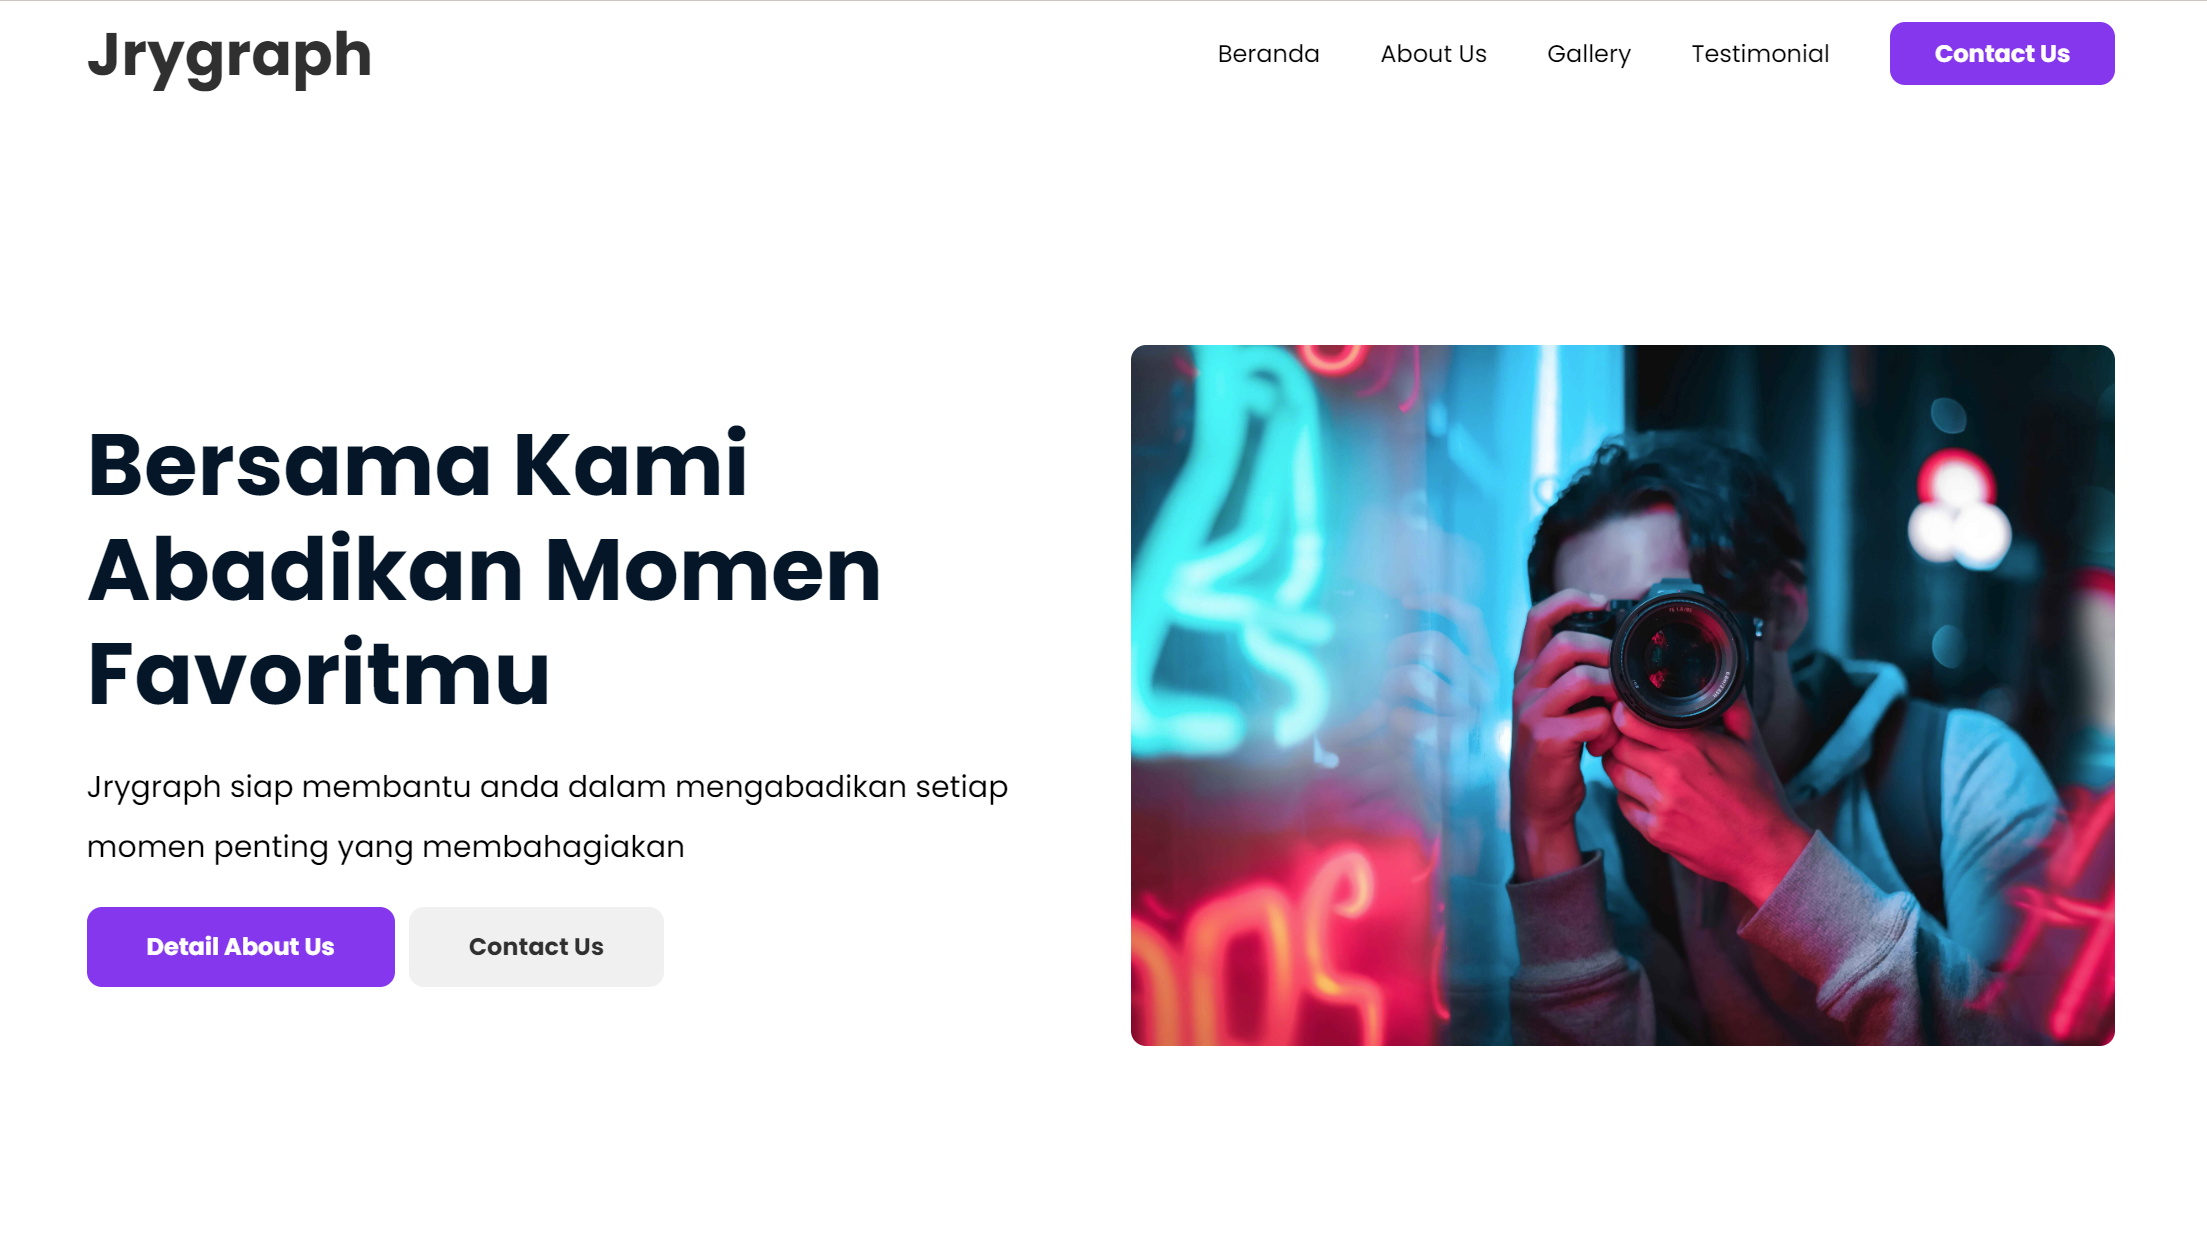 Jrygraph
Beranda About Us Gallery Testimonial Contact Us
Bersama Kami
Abadikan Momen
Favoritmu
Jrygraph siap membantu anda dalam mengabadikan setiap
momen penting yang membahagiakan
Detail About Us Contact Us